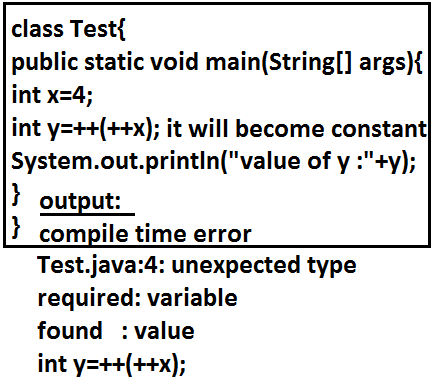 class Test{
public static void main(String[] args){
int x=4;
int y=++(++x); it will become constant
System.out.println("value of y :"+y);
}
output:
} compile time error
Test.java:4: unexpected type
required: variable
found : value
int y=++(++x);